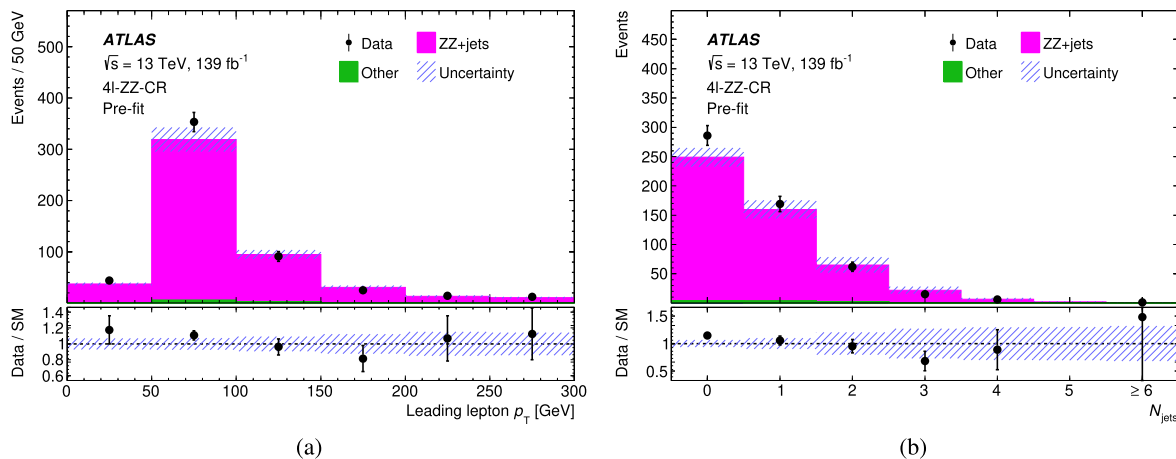 Events / 50 GeV
500
400
300
200
100
ATLAS
√s = 13 TeV, 139 fb-1
4l-ZZ-CR
Pre-fit
Data
ZZ+jets
Other
Uncertainty
Data / SM
1.4
1.2
1
0.8
0.6
0 50 100 150 200 250 300
Leading lepton pT [GeV]
(a)
Events
450
400
350
300
250
200
150
100
50
ATLAS
√s = 13 TeV, 139 fb-1
4l-ZZ-CR
Pre-fit
Data
ZZ+jets
Other
Uncertainty
Data / SM
1.5
1
0.5
0 1 2 3 4 5 ≥ 6
Njets
(b)